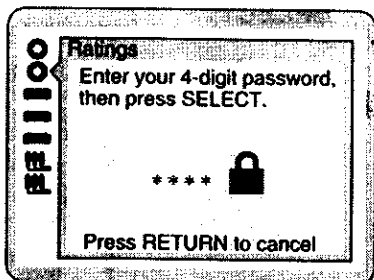 Ratings
Enter your 4-digit password,
then press SELECT.
* * * *
Press RETURN to cancel